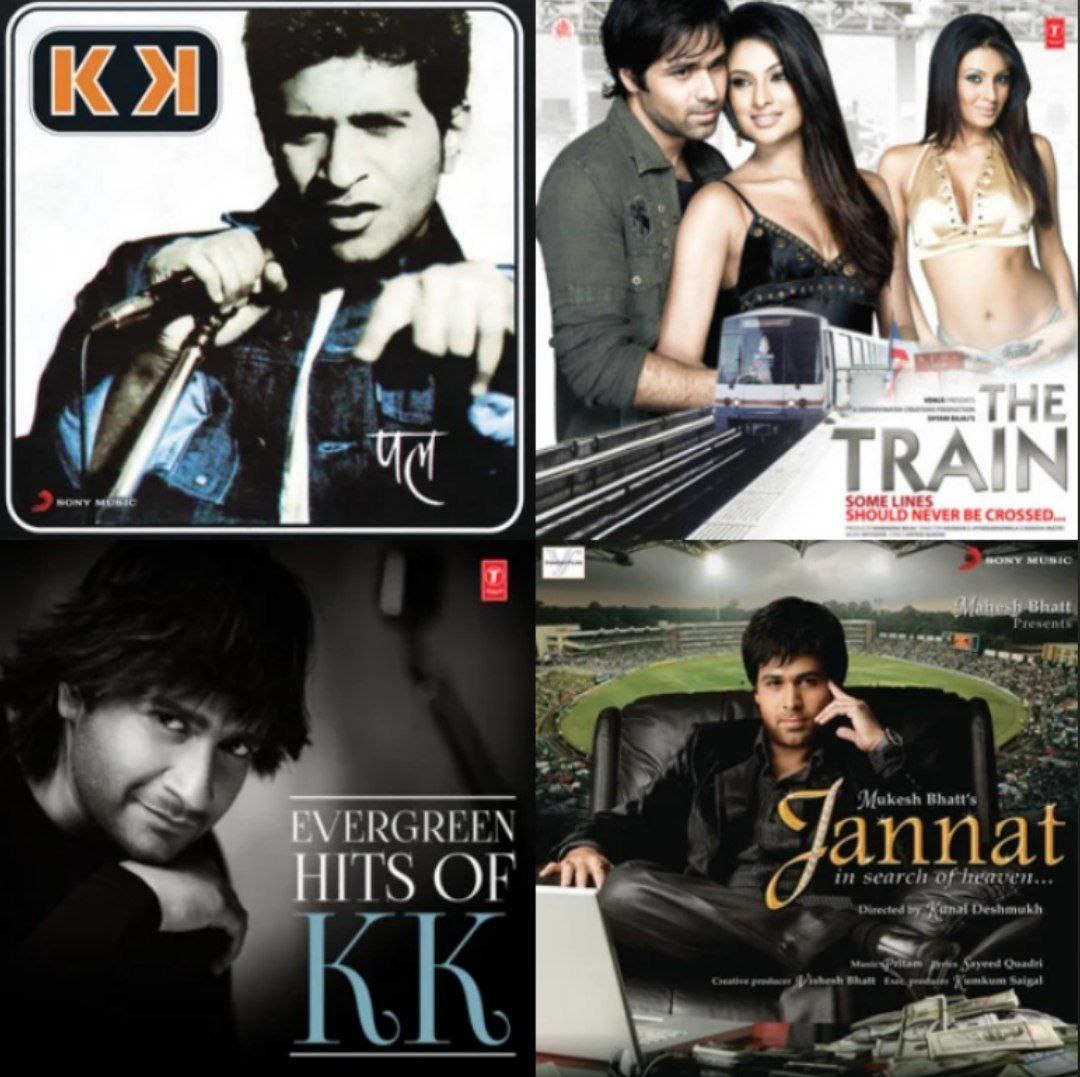 KK
पल
SONY MUSIC
T
VENUS PRESENTS
THE
TRAIN
SOME LINES
SHOULD NEVER BE CROSSED...
T
EVERGREEN
HITS OF
KK
SONY MUSIC
Mahesh Bhatt
Presents
Mukesh Bhatt's
Jannat
in search of heaven...
Directed by Kunal Deshmukh
Music Pritam Lyrics Sayeed Quadri
Creative producer Vishesh Bhatt Exec. producer Kumkum Saigal